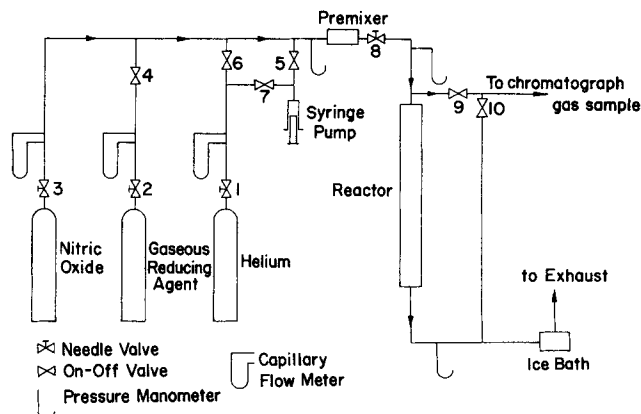 Premixer
8
4
6
5
7
Syringe
Pump
9
10
To chromatograph
gas sample
3
2
1
Reactor
Nitric
Oxide
Gaseous
Reducing
Agent
Helium
to Exhaust
Ice Bath
Needle Valve
On-Off Valve
Pressure Manometer
Capillary
Flow Meter